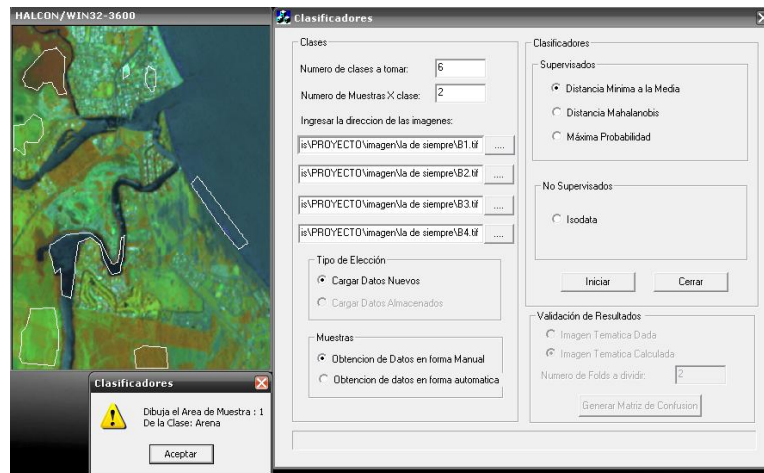 HALCON/WIN32-3600
Clasificadores
Dibuja el Area de Muestra : 1
De la Clase: Arena
Aceptar
Clasificadores
Clases
Numero de clases a tomar: 6
Numero de Muestras X clase: 2
Ingresar la direccion de las imagenes:
is\PROYECTO\imagen\la de siempre\B1.tif ....
is\PROYECTO\imagen\la de siempre\B2.tif ....
is\PROYECTO\imagen\la de siempre\B3.tif ....
is\PROYECTO\imagen\la de siempre\B4.tif ....
Tipo de Elección
Cargar Datos Nuevos
Cargar Datos Almacenados
Muestras
Obtencion de Datos en forma Manual
Obtencion de datos en forma automatica
Clasificadores
Supervisados
Distancia Minima a la Media
Distancia Mahalanobis
Máxima Probabilidad
No Supervisados
Isodata
Iniciar
Cerrar
Validación de Resultados
Imagen Tematica Dada
Imagen Tematica Calculada
Numero de Folds a dividir: 2
Generar Matriz de Confusion